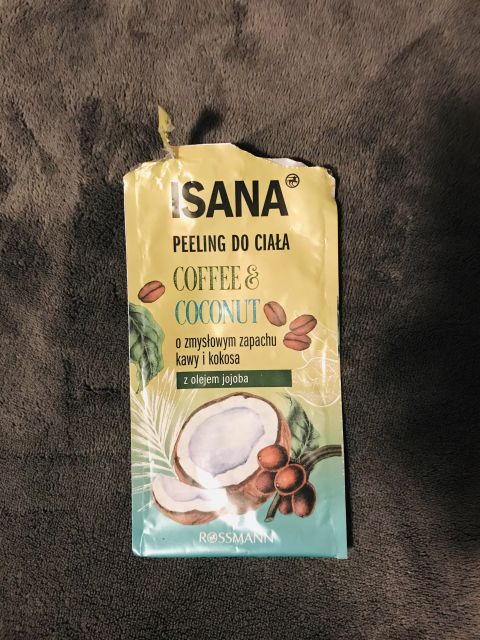 ISANA
PEELING DO CIAŁA
COFFEE &
COCONUT
o zmysłowym zapachu
kawy i kokosa
z olejem jojoba
ROSSMANN